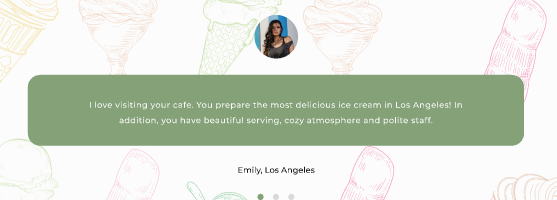 I love visiting your cafe. You prepare the most delicious ice cream in Los Angeles! In
addition, you have beautiful serving, cozy atmosphere and polite staff.
Emily, Los Angeles